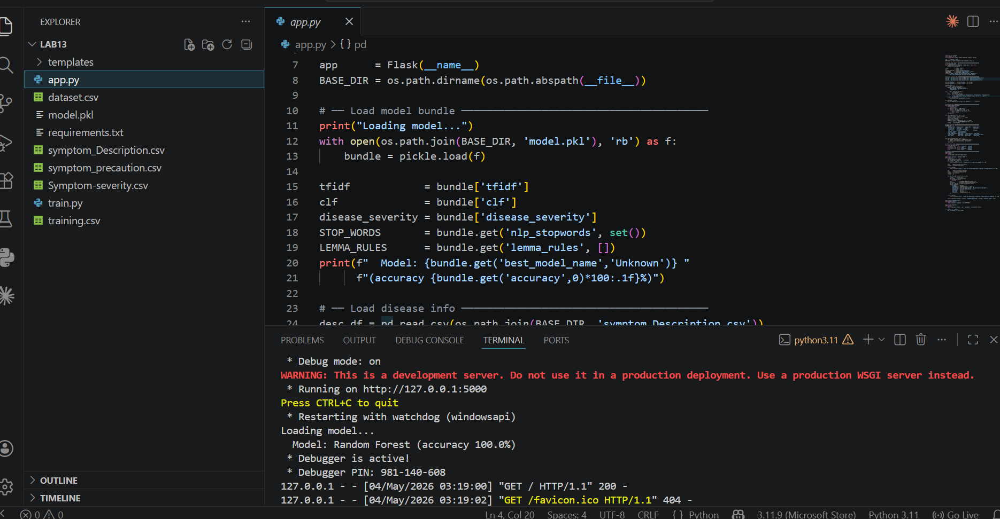 EXPLORER
LAB13
templates
app.py
dataset.csv
model.pkl
requirements.txt
symptom_Description.csv
symptom_precaution.csv
Symptom-severity.csv
train.py
training.csv
OUTLINE
TIMELINE
app.py
app.py > {} pd
7 app = Flask(__name__)
8 BASE_DIR = os.path.dirname(os.path.abspath(__file__))
9
10 # ── Load model bundle ────────────────────────────────────────
11 print("Loading model...")
12 with open(os.path.join(BASE_DIR, 'model.pkl'), 'rb') as f:
13     bundle = pickle.load(f)
14
15 tfidf            = bundle['tfidf']
16 clf              = bundle['clf']
17 disease_severity = bundle['disease_severity']
18 STOP_WORDS       = bundle.get('nlp_stopwords', set())
19 LEMMA_RULES      = bundle.get('lemma_rules', [])
20 print(f"  Model: {bundle.get('best_model_name','Unknown')} "
21       f"(accuracy {bundle.get('accuracy',0)*100:.1f}%)")
22
23 # ── Load disease info ────────────────────────────────────────
24 desc_df = pd.read_csv(os.path.join(BASE_DIR, 'symptom_Description.csv'))
PROBLEMS OUTPUT DEBUG CONSOLE TERMINAL PORTS python3.11
 * Debug mode: on
WARNING: This is a development server. Do not use it in a production deployment. Use a production WSGI server instead.
 * Running on http://127.0.0.1:5000
Press CTRL+C to quit
 * Restarting with watchdog (windowsapi)
Loading model...
  Model: Random Forest (accuracy 100.0%)
 * Debugger is active!
 * Debugger PIN: 981-140-608
127.0.0.1 - - [04/May/2026 03:19:00] "GET / HTTP/1.1" 200 -
127.0.0.1 - - [04/May/2026 03:19:02] "GET /favicon.ico HTTP/1.1" 404 -
0 0 Ln 4, Col 20 Spaces: 4 UTF-8 CRLF {} Python 3.11.9 (Microsoft Store) Python 3.11 Go Live